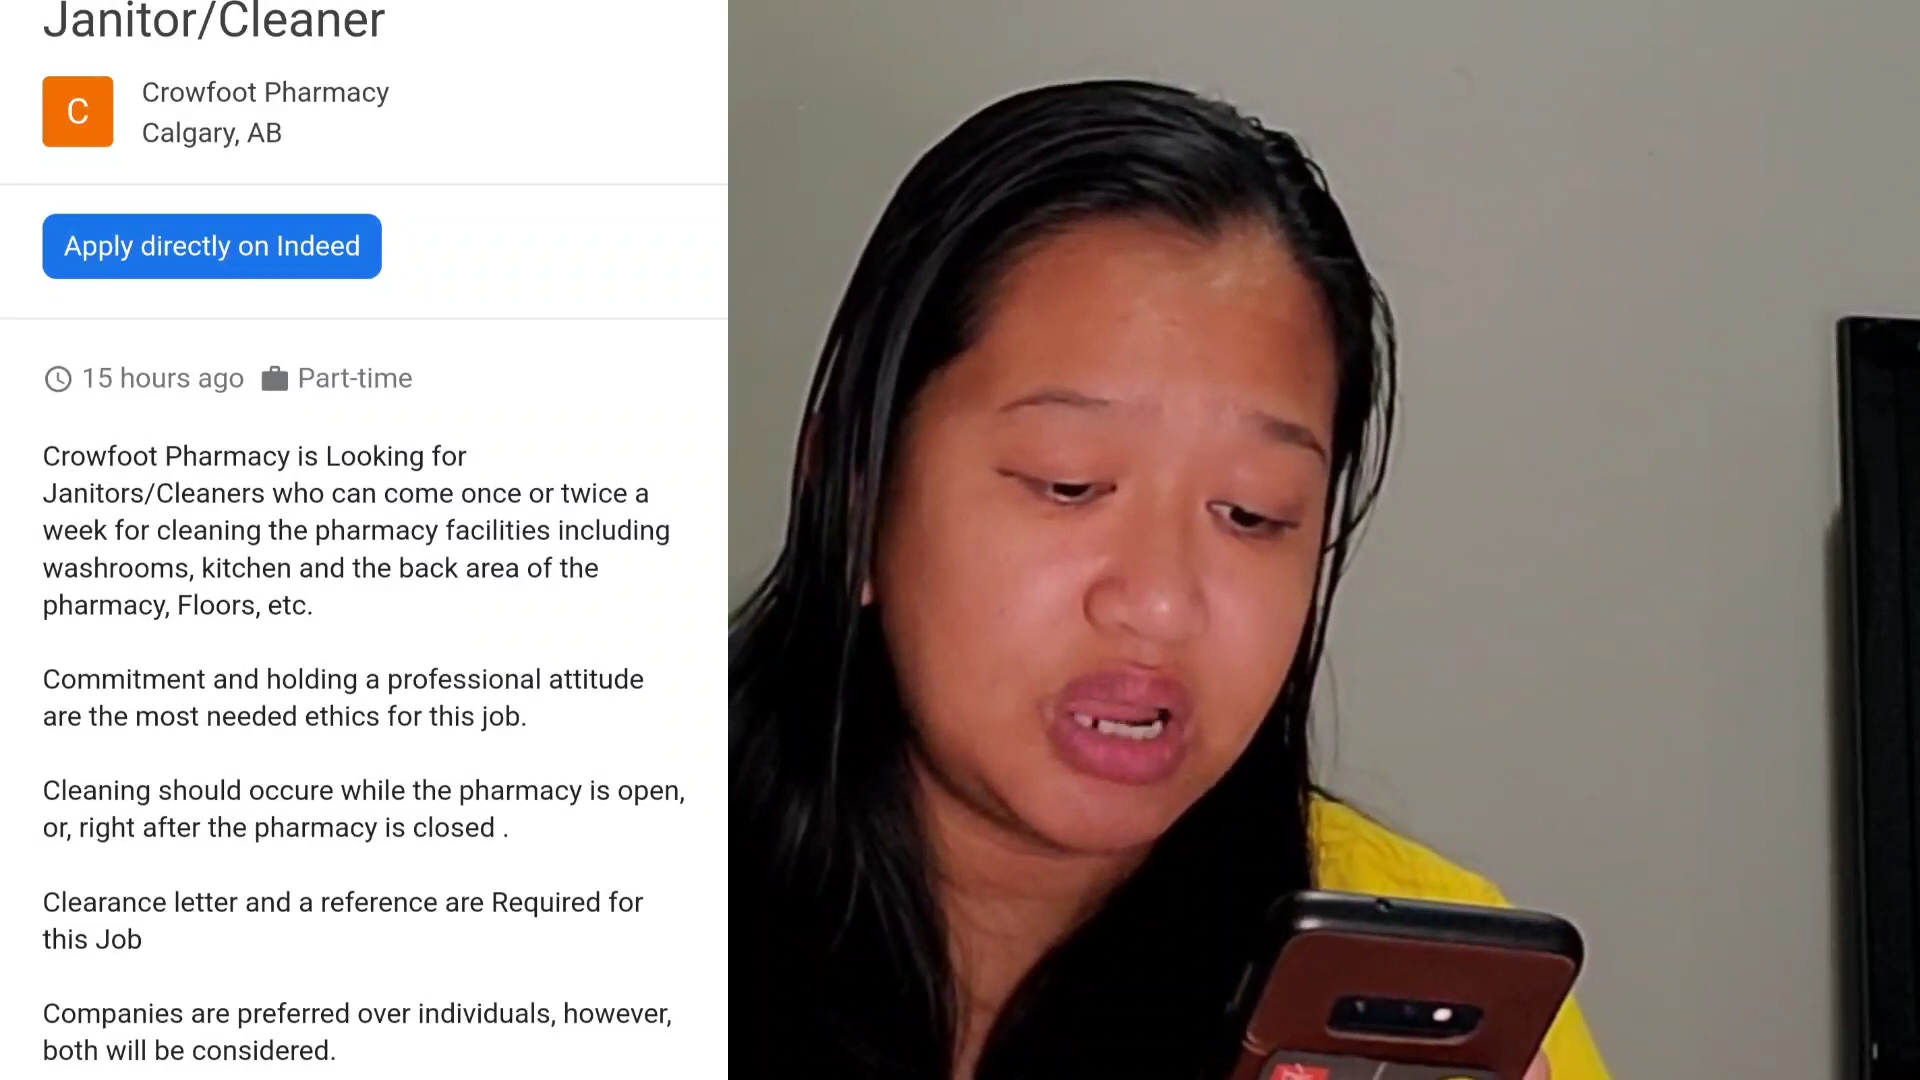 Janitor/Cleaner
C
Crowfoot Pharmacy
Calgary, AB
Apply directly on Indeed
15 hours ago Part-time
Crowfoot Pharmacy is Looking for
Janitors/Cleaners who can come once or twice a
week for cleaning the pharmacy facilities including
washrooms, kitchen and the back area of the
pharmacy, Floors, etc.
Commitment and holding a professional attitude
are the most needed ethics for this job.
Cleaning should occure while the pharmacy is open,
or, right after the pharmacy is closed .
Clearance letter and a reference are Required for
this Job
Companies are preferred over individuals, however,
both will be considered.